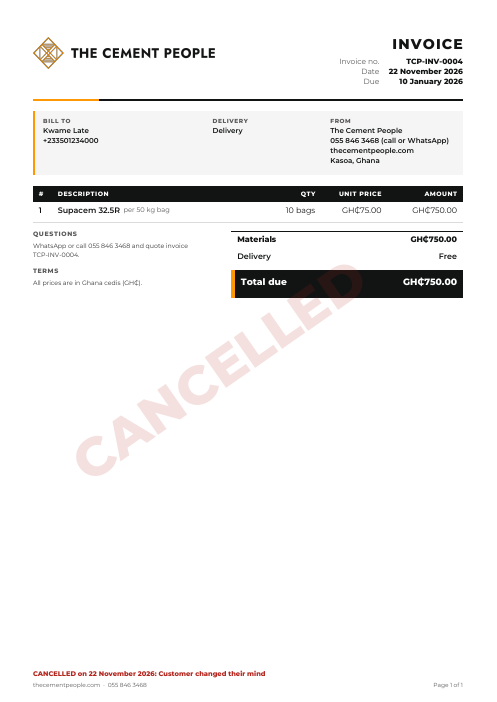 THE CEMENT PEOPLE
INVOICE
Invoice no. TCP-INV-0004
Date 22 November 2026
Due 10 January 2026
BILL TO
Kwame Late
+233501234000
DELIVERY
Delivery
FROM
The Cement People
055 846 3468 (call or WhatsApp)
thecementpeople.com
Kasoa, Ghana
# DESCRIPTION QTY UNIT PRICE AMOUNT
1 Supacem 32.5R per 50 kg bag 10 bags GH₵75.00 GH₵750.00
QUESTIONS
WhatsApp or call 055 846 3468 and quote invoice
TCP-INV-0004.
TERMS
All prices are in Ghana cedis (GH₵).
Materials GH₵750.00
Delivery Free
Total due GH₵750.00
CANCELLED
CANCELLED on 22 November 2026: Customer changed their mind
thecementpeople.com · 055 846 3468
Page 1 of 1